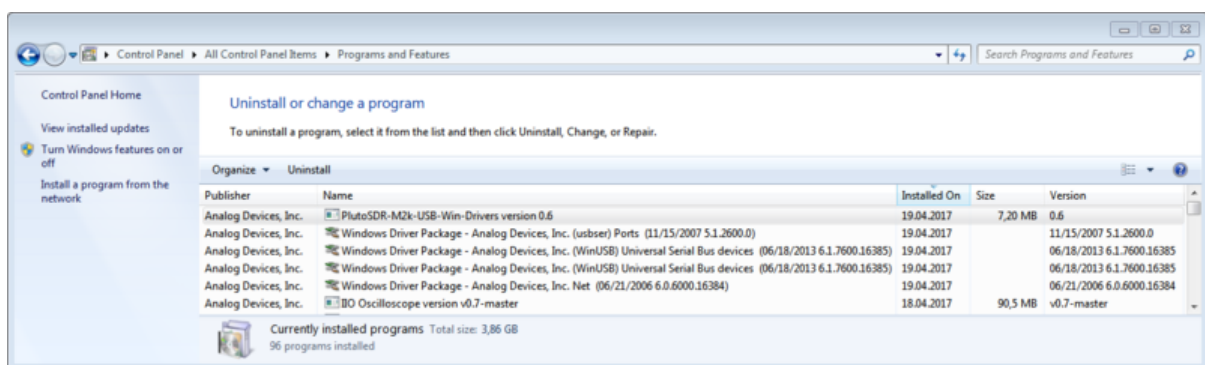 Control Panel ▸ All Control Panel Items ▸ Programs and Features
Search Programs and Features
Control Panel Home
View installed updates
Turn Windows features on or
off
Install a program from the
network
Uninstall or change a program
To uninstall a program, select it from the list and then click Uninstall, Change, or Repair.
Organize Uninstall
Publisher Name Installed On Size Version
Analog Devices, Inc. PlutoSDR-M2k-USB-Win-Drivers version 0.6 19.04.2017 7,20 MB 0.6
Analog Devices, Inc. Windows Driver Package - Analog Devices, Inc. (usbser) Ports (11/15/2007 5.1.2600.0) 19.04.2017 11/15/2007 5.1.2600.0
Analog Devices, Inc. Windows Driver Package - Analog Devices, Inc. (WinUSB) Universal Serial Bus devices (06/18/2013 6.1.7600.16385) 19.04.2017 06/18/2013 6.1.7600.16385
Analog Devices, Inc. Windows Driver Package - Analog Devices, Inc. (WinUSB) Universal Serial Bus devices (06/18/2013 6.1.7600.16385) 19.04.2017 06/18/2013 6.1.7600.16385
Analog Devices, Inc. Windows Driver Package - Analog Devices, Inc. Net (06/21/2006 6.0.6000.16384) 19.04.2017 06/21/2006 6.0.6000.16384
Analog Devices, Inc. IIO Oscilloscope version v0.7-master 18.04.2017 90,5 MB v0.7-master
Currently installed programs Total size: 3,86 GB
96 programs installed